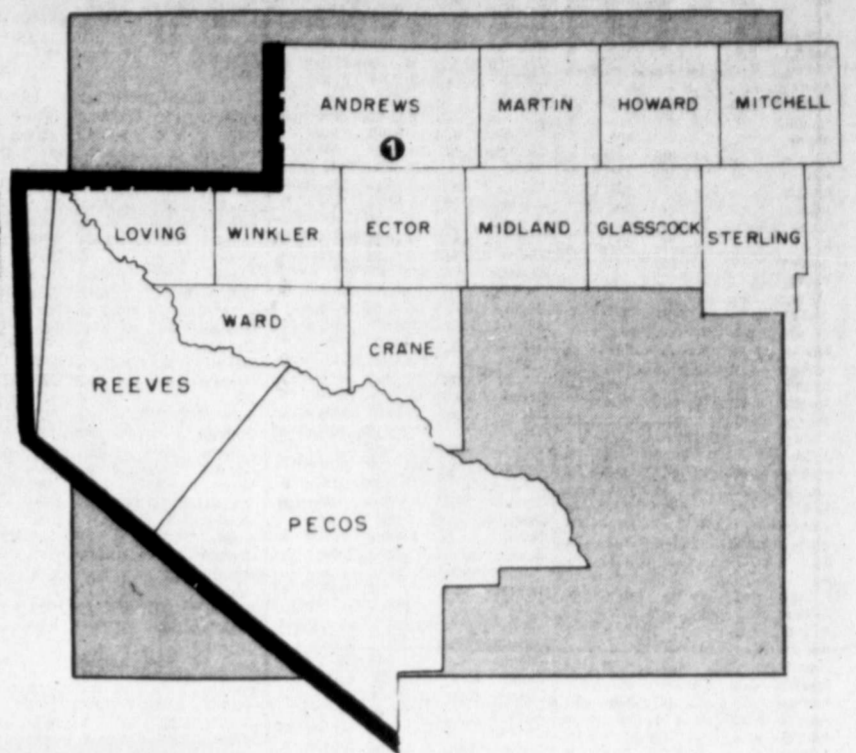 ANDREWS MARTIN HOWARD MITCHELL
1
LOVING WINKLER ECTOR MIDLAND GLASSCOCK STERLING
WARD
CRANE
REEVES
PECOS